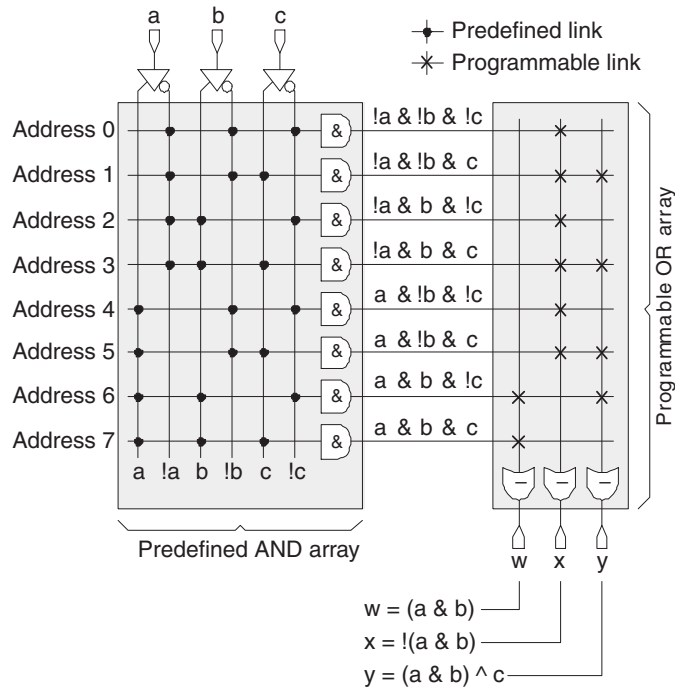 a b c
Predefined link
Programmable link
Address 0 & !a & !b & !c
Address 1 & !a & !b & c
Address 2 & !a & b & !c
Address 3 & !a & b & c
Address 4 & a & !b & !c
Address 5 & a & !b & c
Address 6 & a & b & !c
Address 7 & a & b & c
a !a b !b c !c
Predefined AND array
Programmable OR array
w x y
w = (a & b)
x = !(a & b)
y = (a & b) ^ c